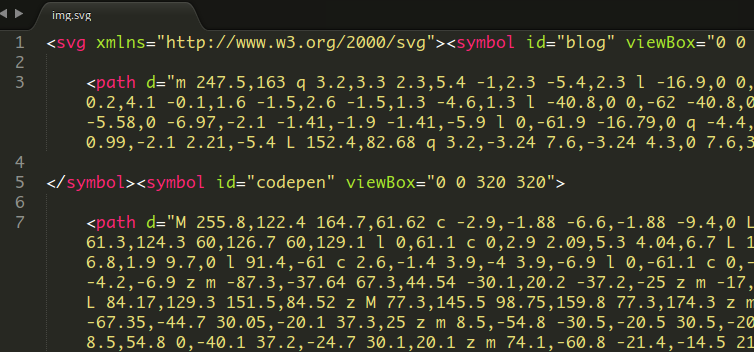 img.svg
1 <svg xmlns="http://www.w3.org/2000/svg"><symbol id="blog" viewBox="0 0
2
3 <path d="m 247.5,163 q 3.2,3.3 2.3,5.4 -1,2.3 -5.4,2.3 l -16.9,0 0,
0.2,4.1 -0.1,1.6 -1.5,2.6 -1.5,1.3 -4.6,1.3 l -40.8,0 0,-62 -40.8,0
-5.58,0 -6.97,-2.1 -1.41,-1.9 -1.41,-5.9 l 0,-61.9 -16.79,0 q -4.4,
0.99,-2.1 2.21,-5.4 L 152.4,82.68 q 3.2,-3.24 7.6,-3.24 4.3,0 7.6,3
4
5 </symbol><symbol id="codepen" viewBox="0 0 320 320">
6
7 <path d="M 255.8,122.4 164.7,61.62 c -2.9,-1.88 -6.6,-1.88 -9.4,0 L
61.3,124.3 60,126.7 60,129.1 l 0,61.1 c 0,2.9 2.09,5.3 4.04,6.7 L 1
6.8,1.9 9.7,0 l 91.4,-61 c 2.6,-1.4 3.9,-4 3.9,-6.9 l 0,-61.1 c 0,-
-4.2,-6.9 z m -87.3,-37.64 67.3,44.54 -30.1,20.2 -37.2,-25 z m -17,
L 84.17,129.3 151.5,84.52 z M 77.3,145.5 98.75,159.8 77.3,174.3 z m
-67.35,-44.7 30.05,-20.1 37.3,25 z m 8.5,-54.8 -30.5,-20.5 30.5,-20
8.5,54.8 0,-40.1 37.2,-24.7 30.1,20.1 z m 74.1,-60.8 -21.4,-14.5 21